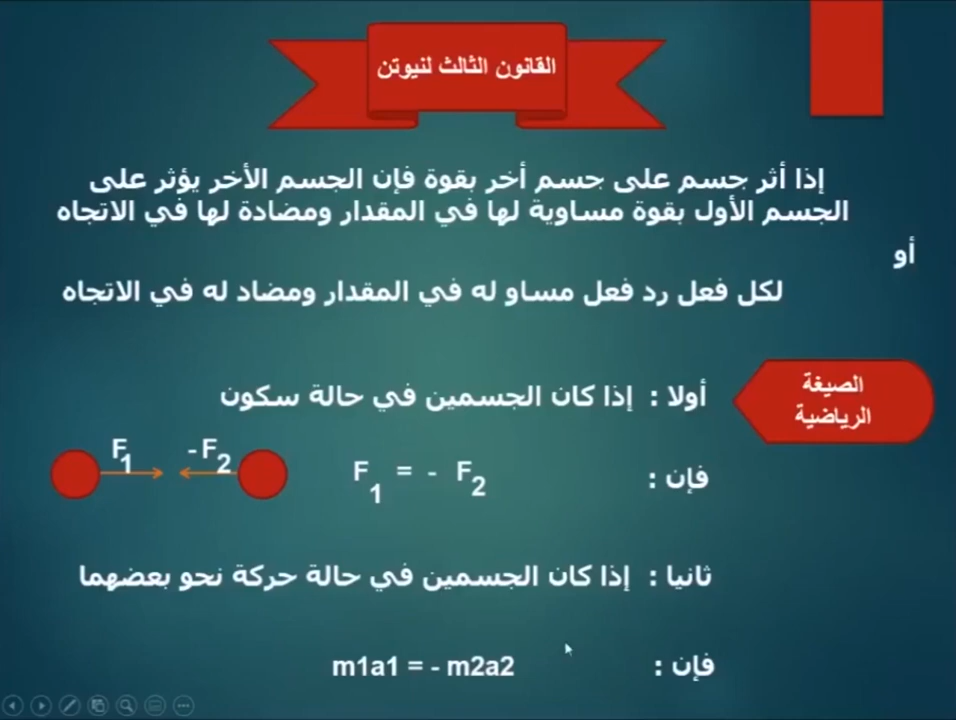 القانون الثالث لنيوتن
إذا أثر جسم على جسم أخر بقوة فإن الجسم الأخر يؤثر على
الجسم الأول بقوة مساوية لها في المقدار ومضادة لها في الاتجاه
أو
لكل فعل رد فعل مساو له في المقدار ومضاد له في الاتجاه
الصيغة
الرياضية
أولا : إذا كان الجسمين في حالة سكون
فإن :
F1 = - F2
F1
-F2
ثانيا : إذا كان الجسمين في حالة حركة نحو بعضهما
فإن :
m1a1 = - m2a2